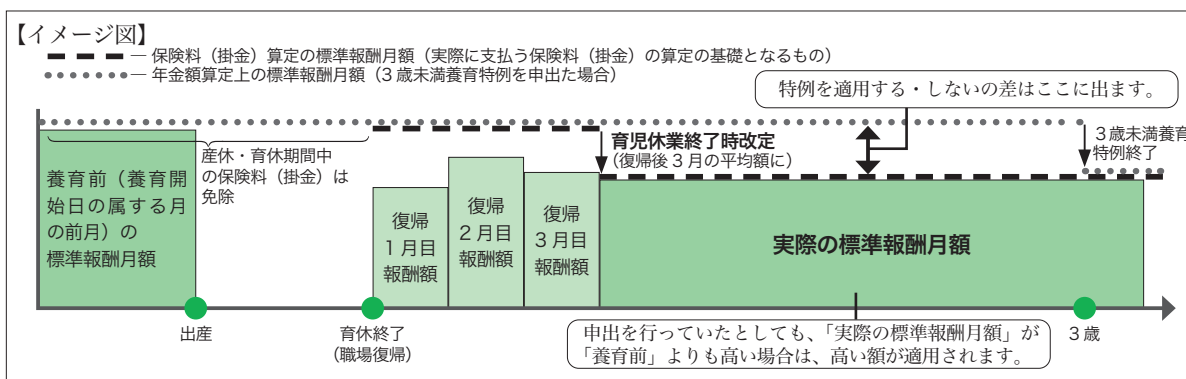 【イメージ図】
― 保険料（掛金）算定の標準報酬月額（実際に支払う保険料（掛金）の算定の基礎となるもの）
― 年金額算定上の標準報酬月額（３歳未満養育特例を申出た場合）
特例を適用する・しないの差はここに出ます。
産休・育休期間中
の保険料（掛金）は
免除
育児休業終了時改定
（復帰後３月の平均額に）
３歳未満養育
特例終了
養育前（養育開
始日の属する月
の前月）の
標準報酬月額
復帰
１月目
報酬額
復帰
２月目
報酬額
復帰
３月目
報酬額
実際の標準報酬月額
出産
育休終了
（職場復帰）
３歳
申出を行っていたとしても、「実際の標準報酬月額」が
「養育前」よりも高い場合は、高い額が適用されます。